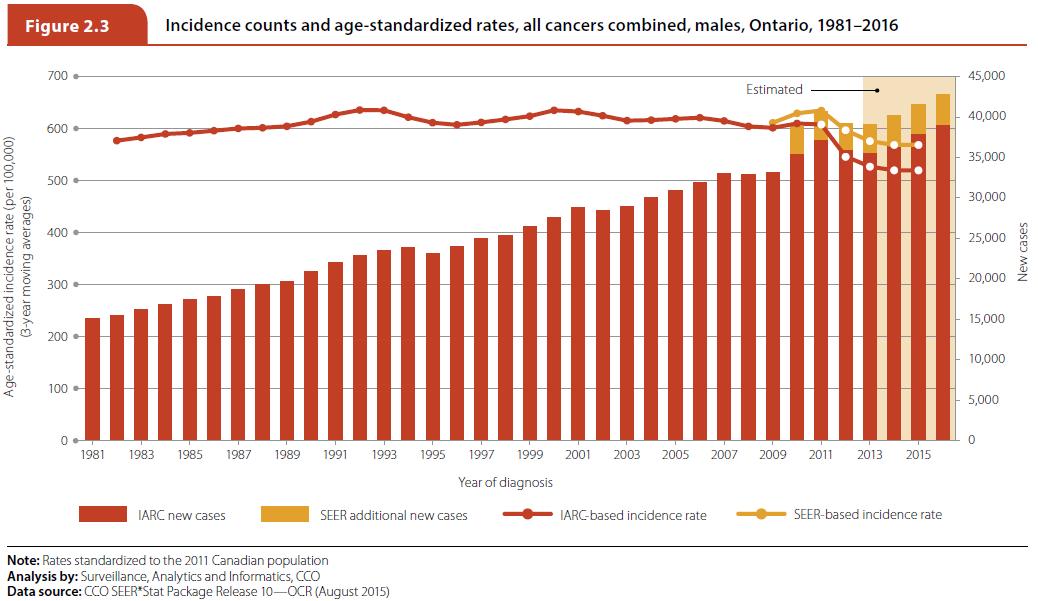 Figure 2.3
Incidence counts and age-standardized rates, all cancers combined, males, Ontario, 1981–2016
Age-standardized incidence rate (per 100,000)
(3-year moving averages)
700
600
500
400
300
200
100
0
Estimated
45,000
40,000
35,000
30,000
25,000
20,000
15,000
10,000
5,000
0
New cases
1981 1983 1985 1987 1989 1991 1993 1995 1997 1999 2001 2003 2005 2007 2009 2011 2013 2015
Year of diagnosis
IARC new cases SEER additional new cases IARC-based incidence rate SEER-based incidence rate
Note: Rates standardized to the 2011 Canadian population
Analysis by: Surveillance, Analytics and Informatics, CCO
Data source: CCO SEER*Stat Package Release 10—OCR (August 2015)